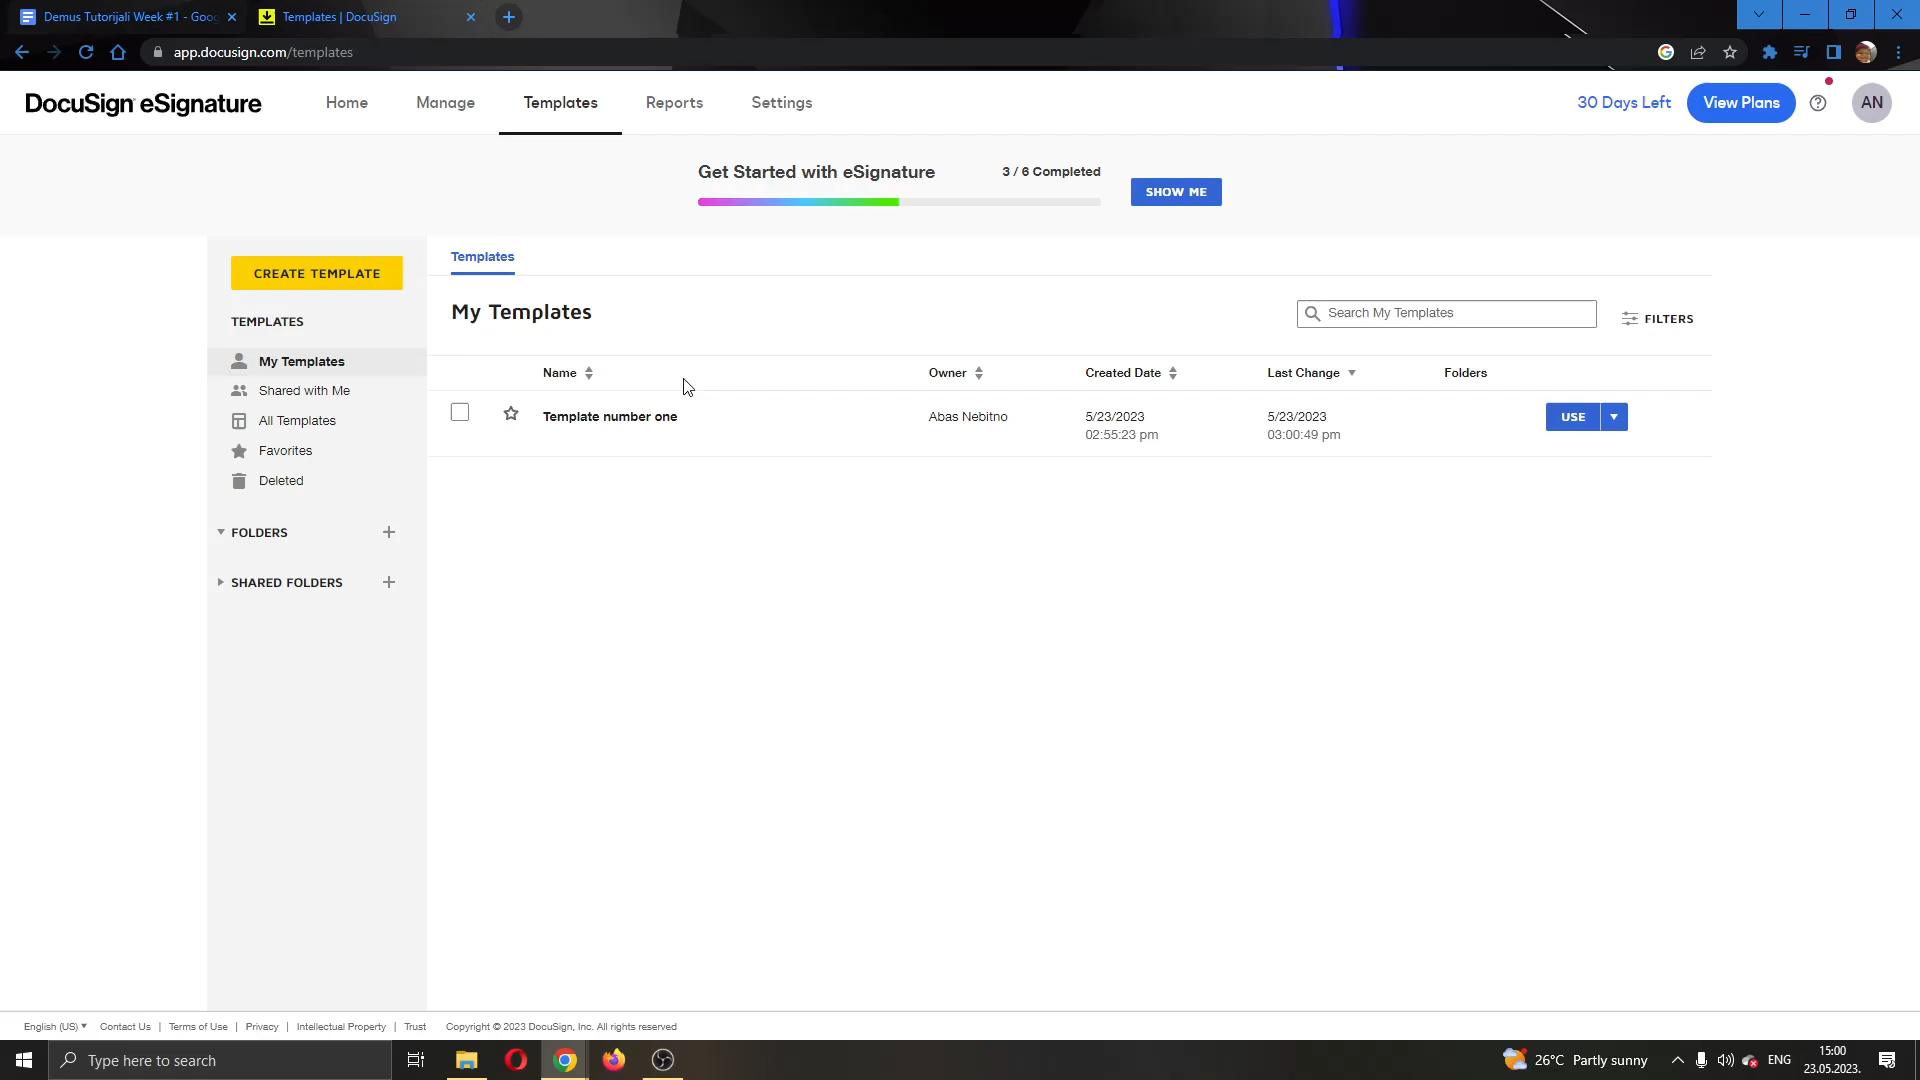 Demus Tutorijali Week #1 - Goog
Templates | DocuSign
app.docusign.com/templates
DocuSign eSignature
Home
Manage
Templates
Reports
Settings
30 Days Left
View Plans
AN
Get Started with eSignature
3 / 6 Completed
SHOW ME
CREATE TEMPLATE
TEMPLATES
My Templates
Shared with Me
All Templates
Favorites
Deleted
FOLDERS
SHARED FOLDERS
Templates
My Templates
Search My Templates
FILTERS
Name
Owner
Created Date
Last Change
Folders
Template number one
Abas Nebitno
5/23/2023
02:55:23 pm
5/23/2023
03:00:49 pm
USE
English (US)
Contact Us | Terms of Use | Privacy | Intellectual Property | Trust
Copyright © 2023 DocuSign, Inc. All rights reserved
Type here to search
26°C Partly sunny
ENG
15:00
23.05.2023.